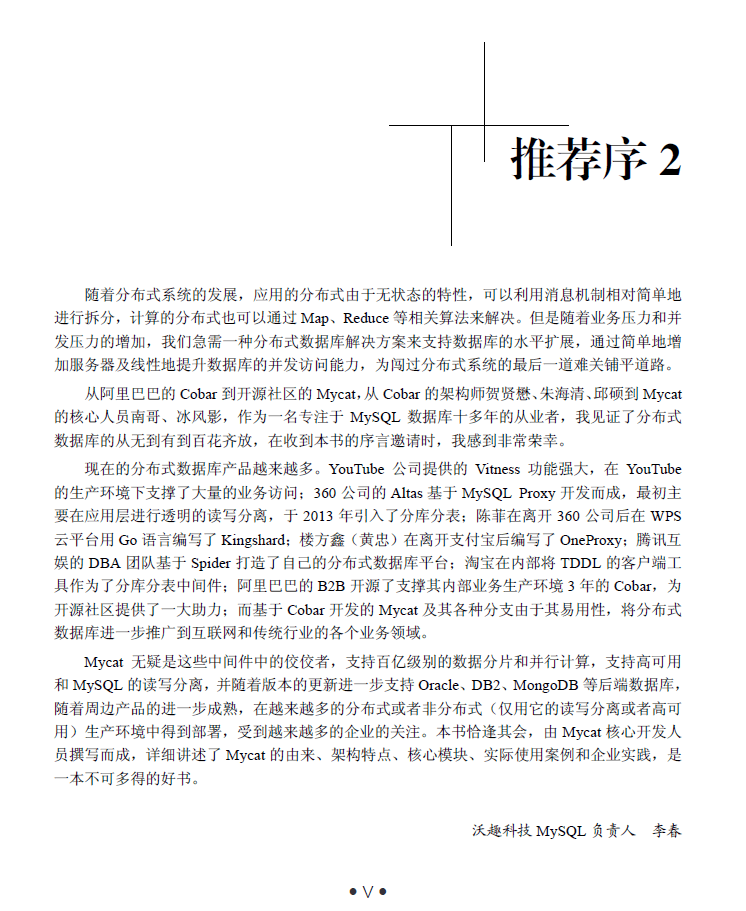 推荐序 2
随着分布式系统的发展，应用的分布式由于无状态的特性，可以利用消息机制相对简单地
进行拆分，计算的分布式也可以通过 Map、Reduce 等相关算法来解决。但是随着业务压力和并
发压力的增加，我们急需一种分布式数据库解决方案来支持数据库的水平扩展，通过简单地增
加服务器及线性地提升数据库的并发访问能力，为闯过分布式系统的最后一道难关铺平道路。
从阿里巴巴的 Cobar 到开源社区的 Mycat，从 Cobar 的架构师贺贤懋、朱海清、邱硕到 Mycat
的核心人员南哥、冰风影，作为一名专注于 MySQL 数据库十多年的从业者，我见证了分布式
数据库的从无到有到百花齐放，在收到本书的序言邀请时，我感到非常荣幸。
现在的分布式数据库产品越来越多。YouTube 公司提供的 Vitness 功能强大，在 YouTube
的生产环境下支撑了大量的业务访问；360 公司的 Altas 基于 MySQL Proxy 开发而成，最初主
要在应用层进行透明的读写分离，于 2013 年引入了分库分表；陈菲在离开 360 公司后在 WPS
云平台用 Go 语言编写了 Kingshard；楼方鑫（黄忠）在离开支付宝后编写了 OneProxy；腾讯互
娱的 DBA 团队基于 Spider 打造了自己的分布式数据库平台；淘宝在内部将 TDDL 的客户端工
具作为了分库分表中间件；阿里巴巴的 B2B 开源了支撑其内部业务生产环境 3 年的 Cobar，为
开源社区提供了一大助力；而基于 Cobar 开发的 Mycat 及其各种分支由于其易用性，将分布式
数据库进一步推广到互联网和传统行业的各个业务领域。
Mycat 无疑是这些中间件中的佼佼者，支持百亿级别的数据分片和并行计算，支持高可用
和 MySQL 的读写分离，并随着版本的更新进一步支持 Oracle、DB2、MongoDB 等后端数据库，
随着周边产品的进一步成熟，在越来越多的分布式或者非分布式（仅用它的读写分离或者高可
用）生产环境中得到部署，受到越来越多的企业的关注。本书恰逢其会，由 Mycat 核心开发人
员撰写而成，详细讲述了 Mycat 的由来、架构特点、核心模块、实际使用案例和企业实践，是
一本不可多得的好书。
沃趣科技 MySQL 负责人 李春
• V •